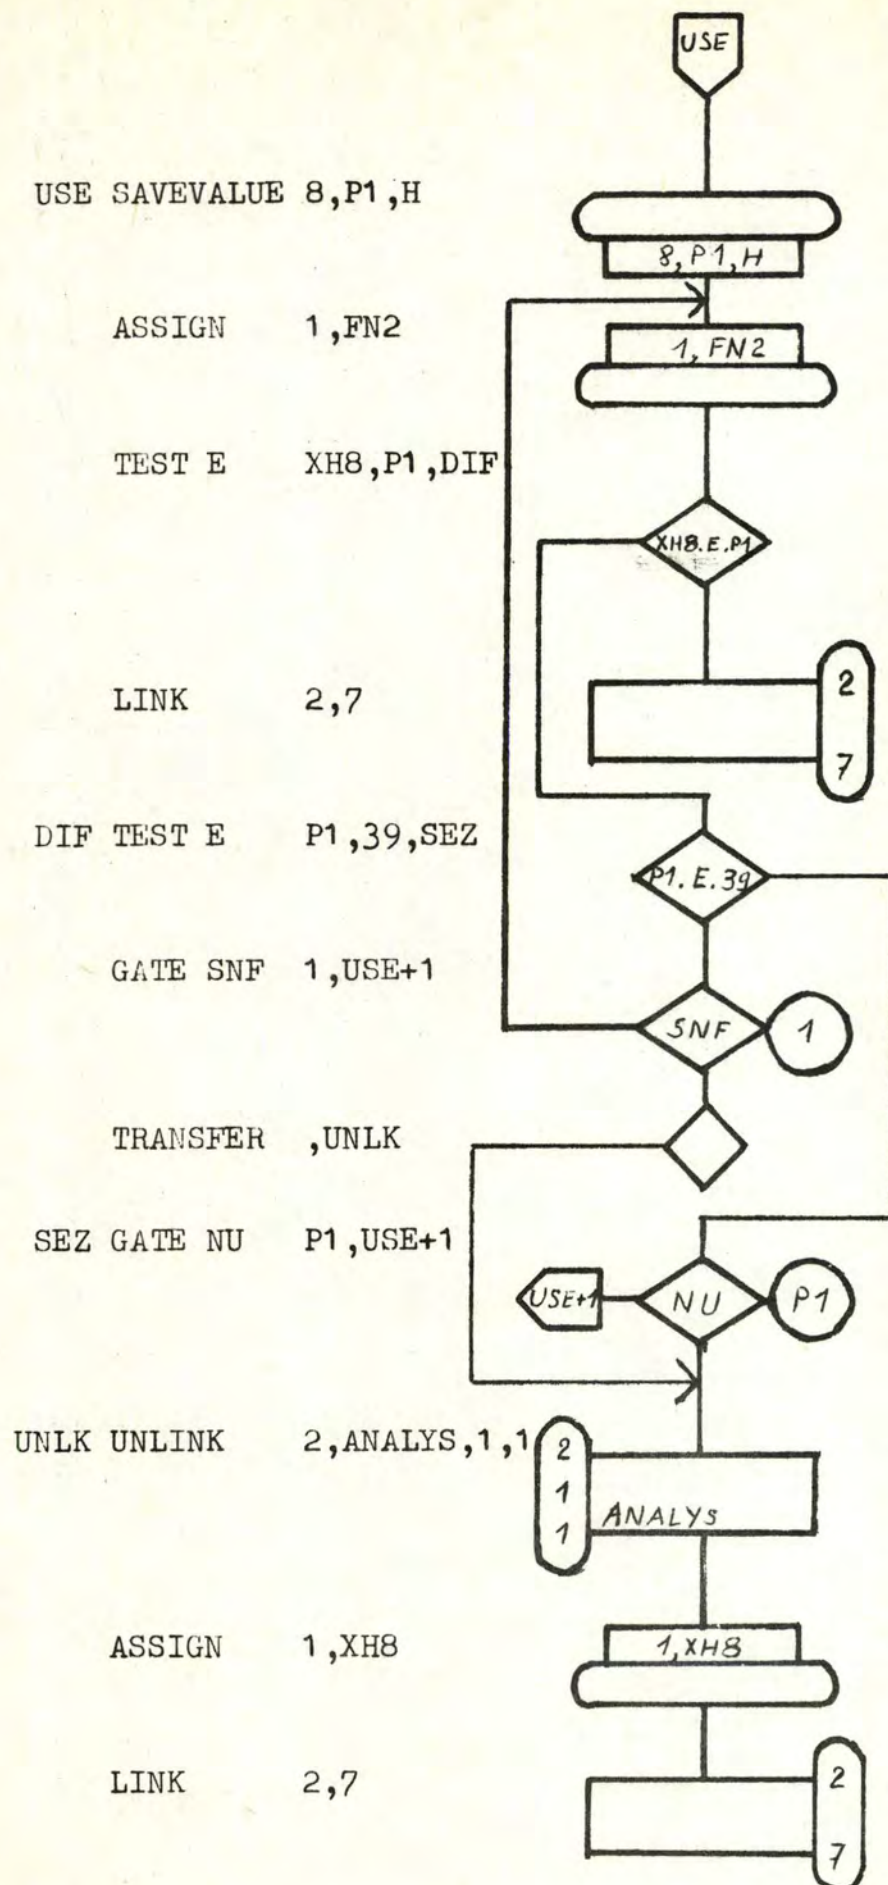 USE
USE SAVEVALUE 8,P1,H
8,P1,H
ASSIGN 1,FN2
1,FN2
TEST E XH8,P1,DIF
XH8.E.P1
LINK 2,7
2
7
DIF TEST E P1,39,SEZ
P1.E.39
GATE SNF 1,USE+1
SNF 1
TRANSFER ,UNLK
SEZ GATE NU P1,USE+1
USE+1 NU P1
UNLK UNLINK 2,ANALYS,1,1
2
1
1
ANALYS
ASSIGN 1,XH8
1,XH8
LINK 2,7
2
7